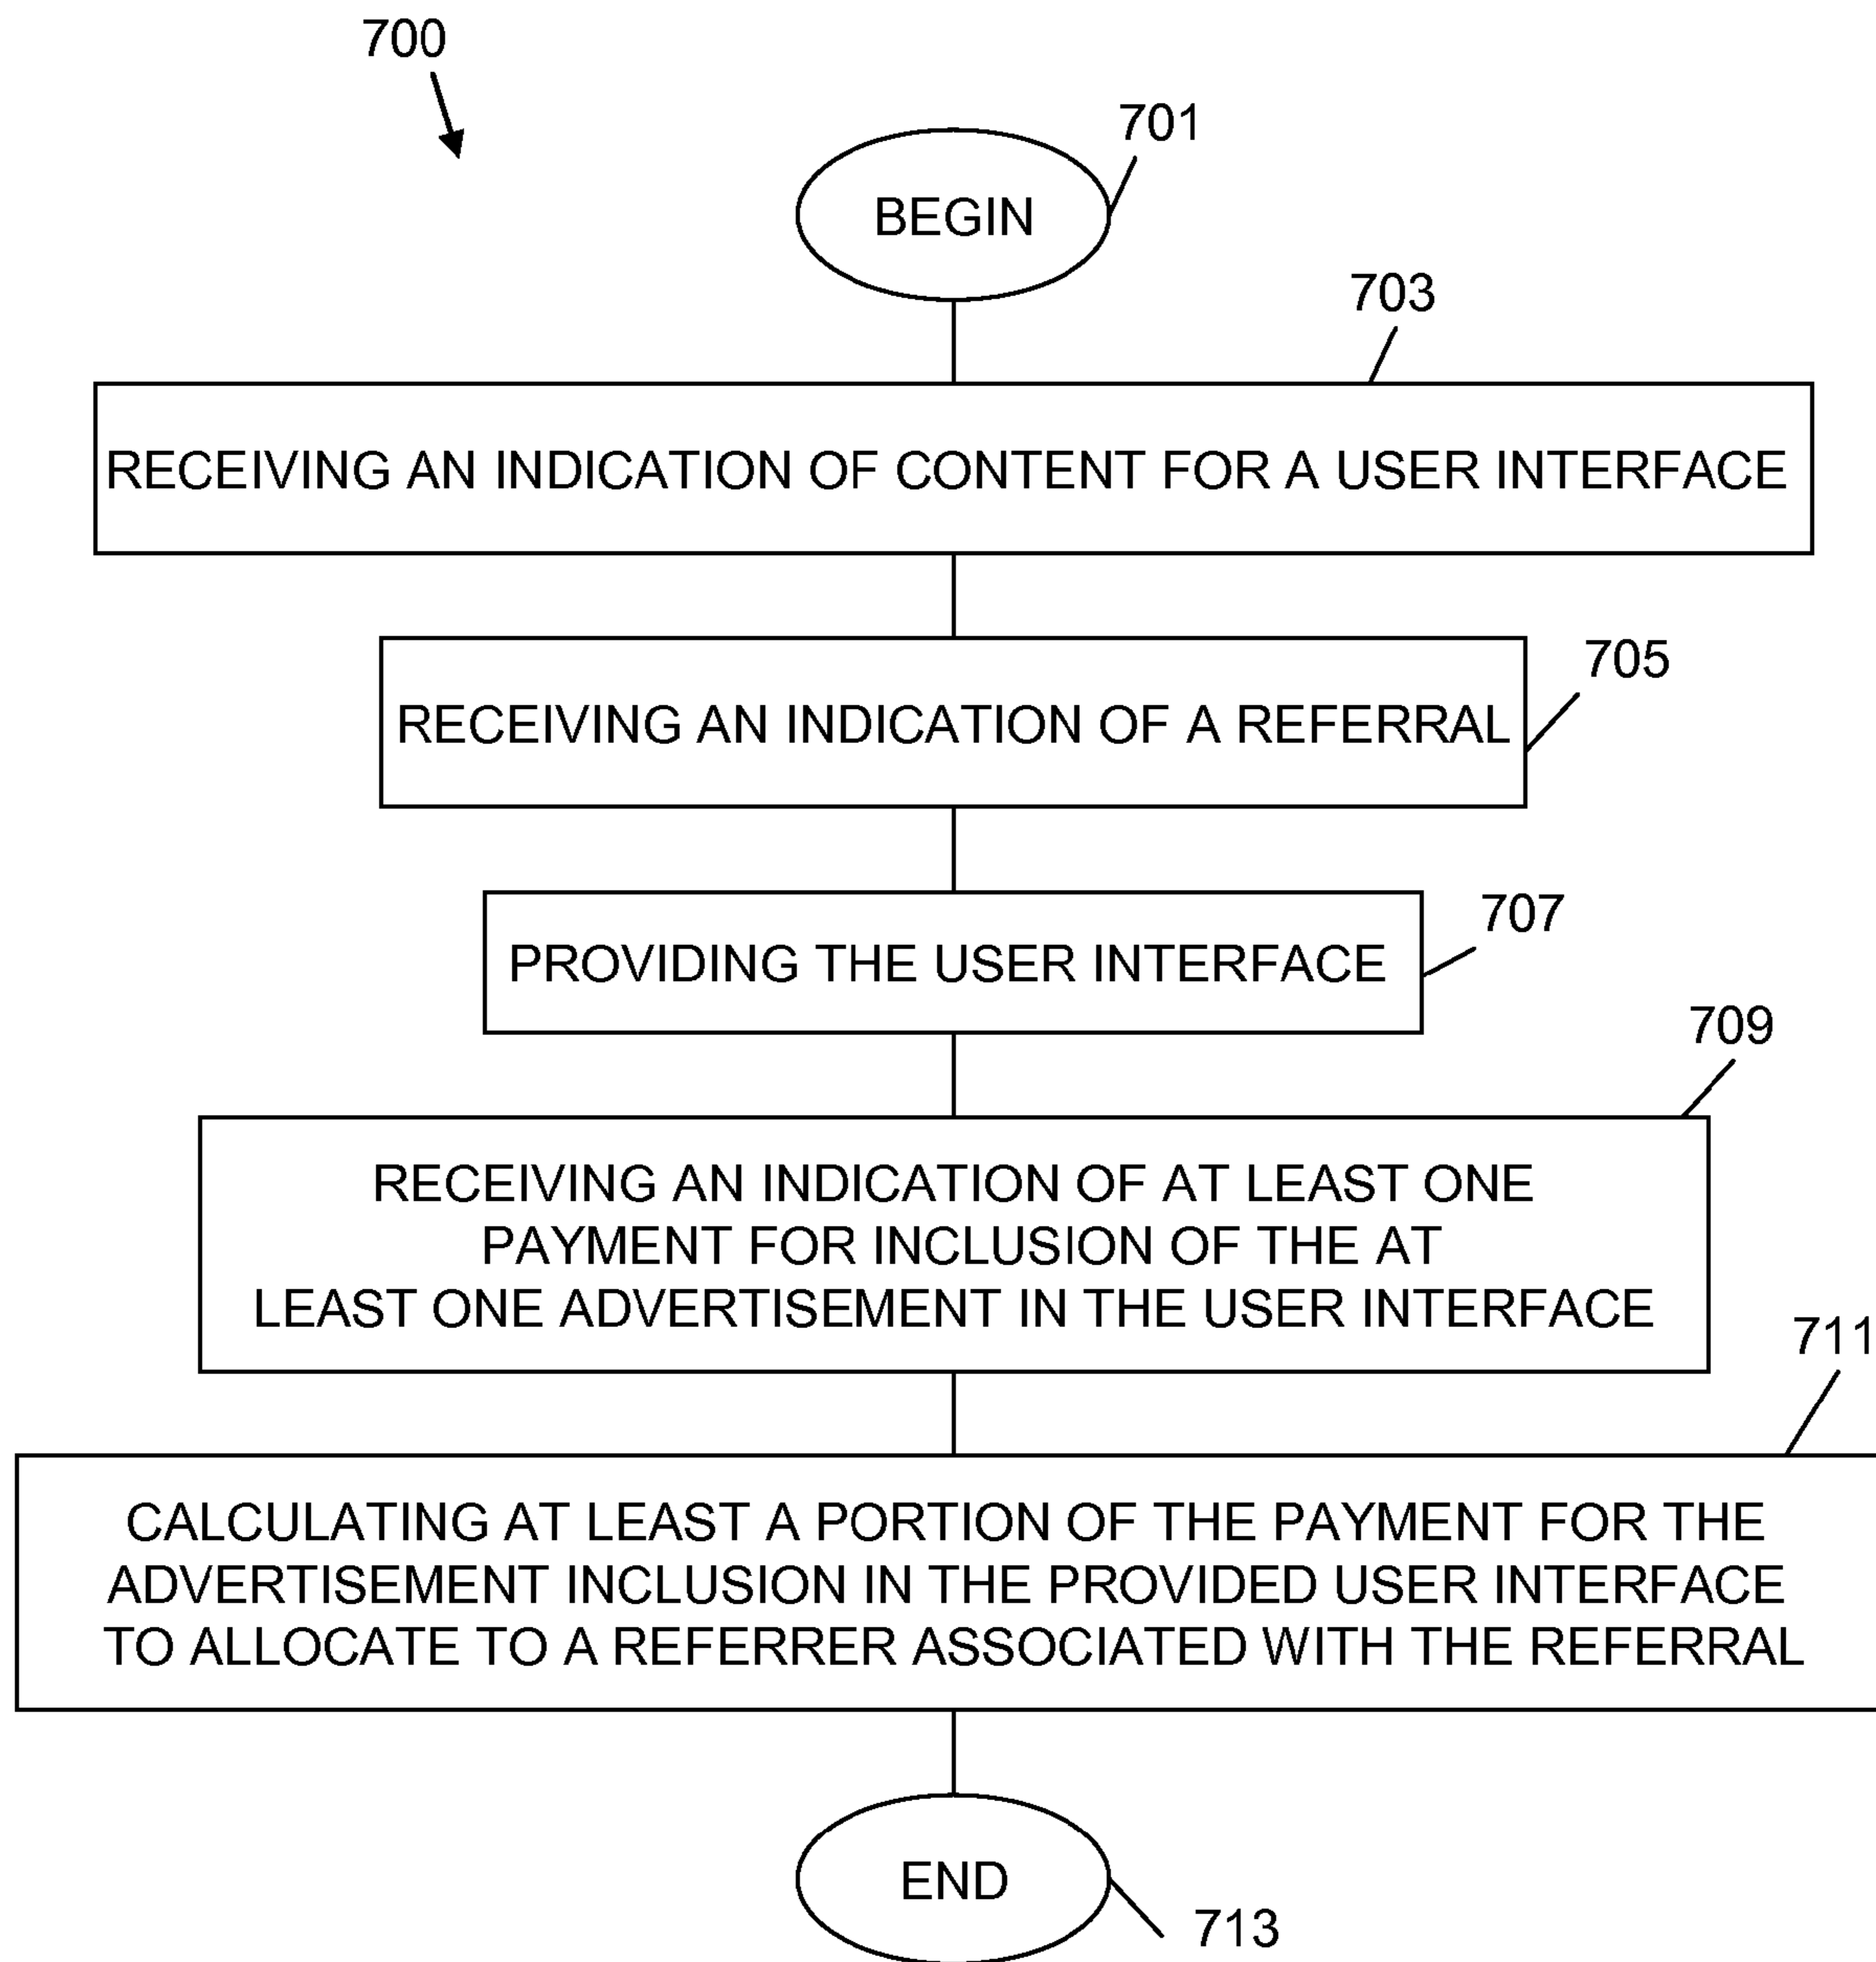 700
701
BEGIN
703
RECEIVING AN INDICATION OF CONTENT FOR A USER INTERFACE
705
RECEIVING AN INDICATION OF A REFERRAL
707
PROVIDING THE USER INTERFACE
709
RECEIVING AN INDICATION OF AT LEAST ONE
PAYMENT FOR INCLUSION OF THE AT
LEAST ONE ADVERTISEMENT IN THE USER INTERFACE
711
CALCULATING AT LEAST A PORTION OF THE PAYMENT FOR THE
ADVERTISEMENT INCLUSION IN THE PROVIDED USER INTERFACE
TO ALLOCATE TO A REFERRER ASSOCIATED WITH THE REFERRAL
END
713